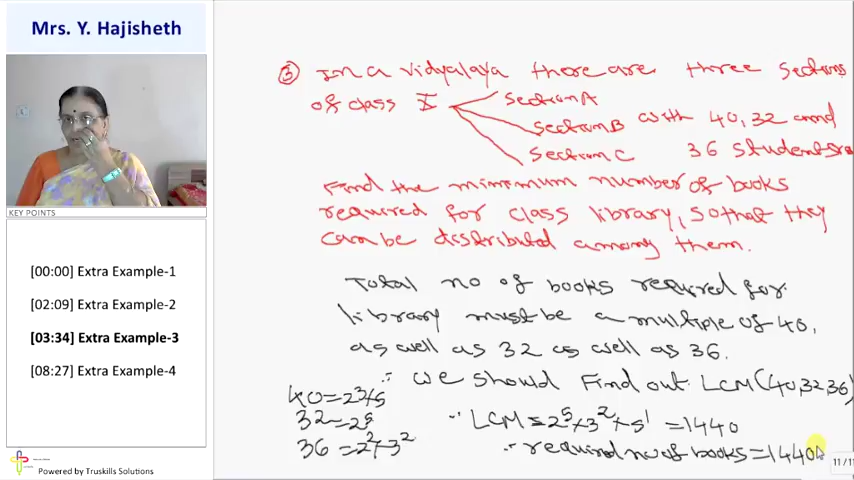 Mrs. Y. Hajisheth
KEY POINTS
[00:00] Extra Example-1
[02:09] Extra Example-2
[03:34] Extra Example-3
[08:27] Extra Example-4
Powered by Truskills Solutions
③ In a vidyalaya there are three sections
of class X
Section A
Section B
Section C
with 40, 32 and
36 students
Find the minimum number of books
required for class library, so that they
can be distributed among them.
Total no of books required for
library must be a multiple of 40,
as well as 32 as well as 36.
∴ we should find out LCM(40,32,36)
40=2³×5
32=2⁵
36=2²×3²
∵ LCM=2⁵×3²×5¹ =1440
∴ required no of books=1440
11/11